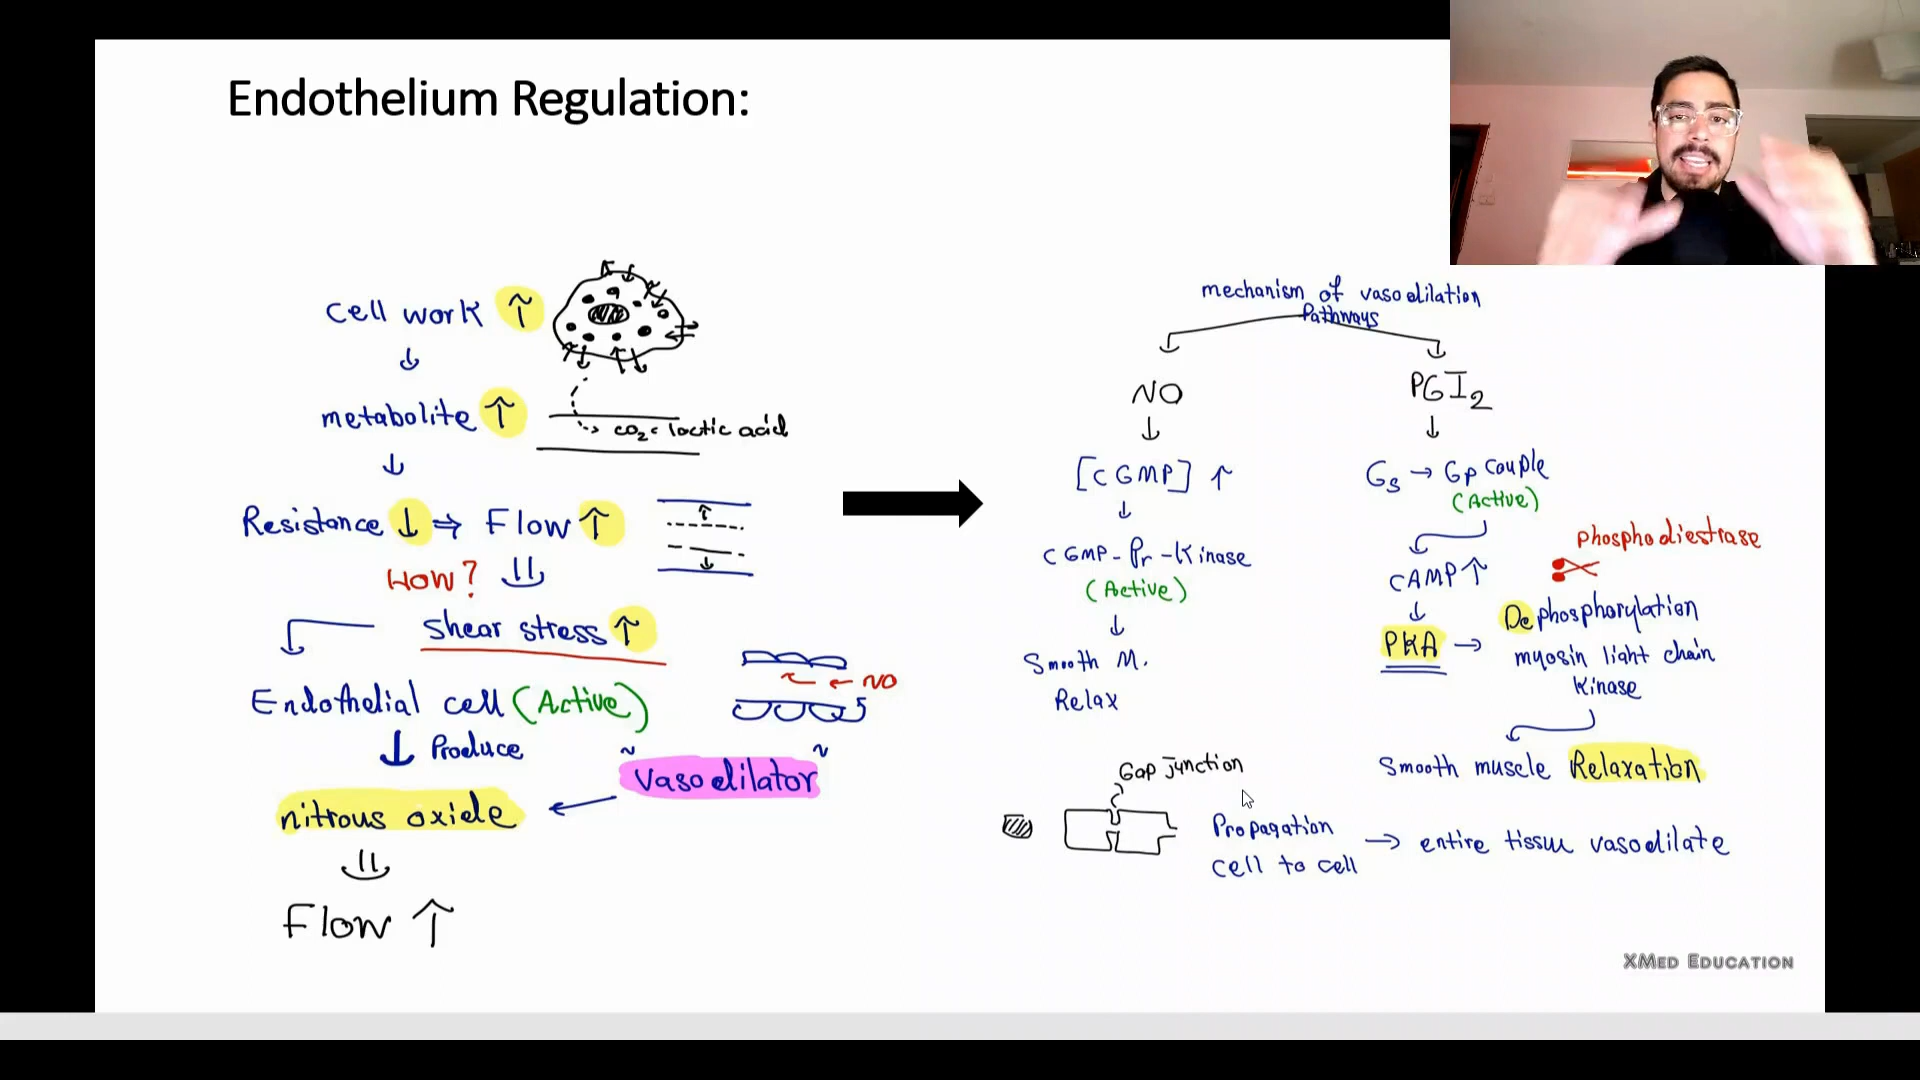 Endothelium Regulation:
cell work ↑
↓
metabolite ↑
CO₂ < lactic acid
↓
Resistance ↓ ⇒ Flow ↑
How? ⇓
shear stress ↑
Endothelial cell (Active)
← NO
↓ Produce
~ vasodilator ~
nitrous oxide ←
⇓
Flow ↑
mechanism of vasodilation
Pathways
NO
↓
[CGMP] ↑
↓
CGMP-Pr-Kinase
(Active)
↓
Smooth M.
Relax
PGI₂
↓
Gs → Gp couple
(Active)
phosphodiestrase
CAMP ↑
↓
PKA →
Dephosphorylation
myosin light chain
kinase
Smooth muscle Relaxation
Gap junction
Propagation
cell to cell
→ entire tissue vasodilate
XMED EDUCATION